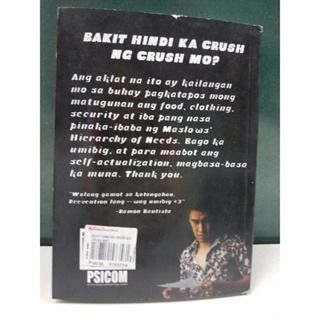 BAKIT HINDI KA CRUSH
NG CRUSH MO?
Ang aklat na ito ay kailangan
mo sa buhay pagkatapos mong
matugunan ang food, clothing,
security at iba pang nasa
pinaka-ibaba ng Maslows'
Hierarchy of Needs. Bago ka
umibig, at para maabot ang
self-actualization, magbasa-basa
ka muna. Thank you.
"Walang gamot sa katangahan.
Prevention lang --wag umibig <3"
-Ramon Bautista
PSICOM